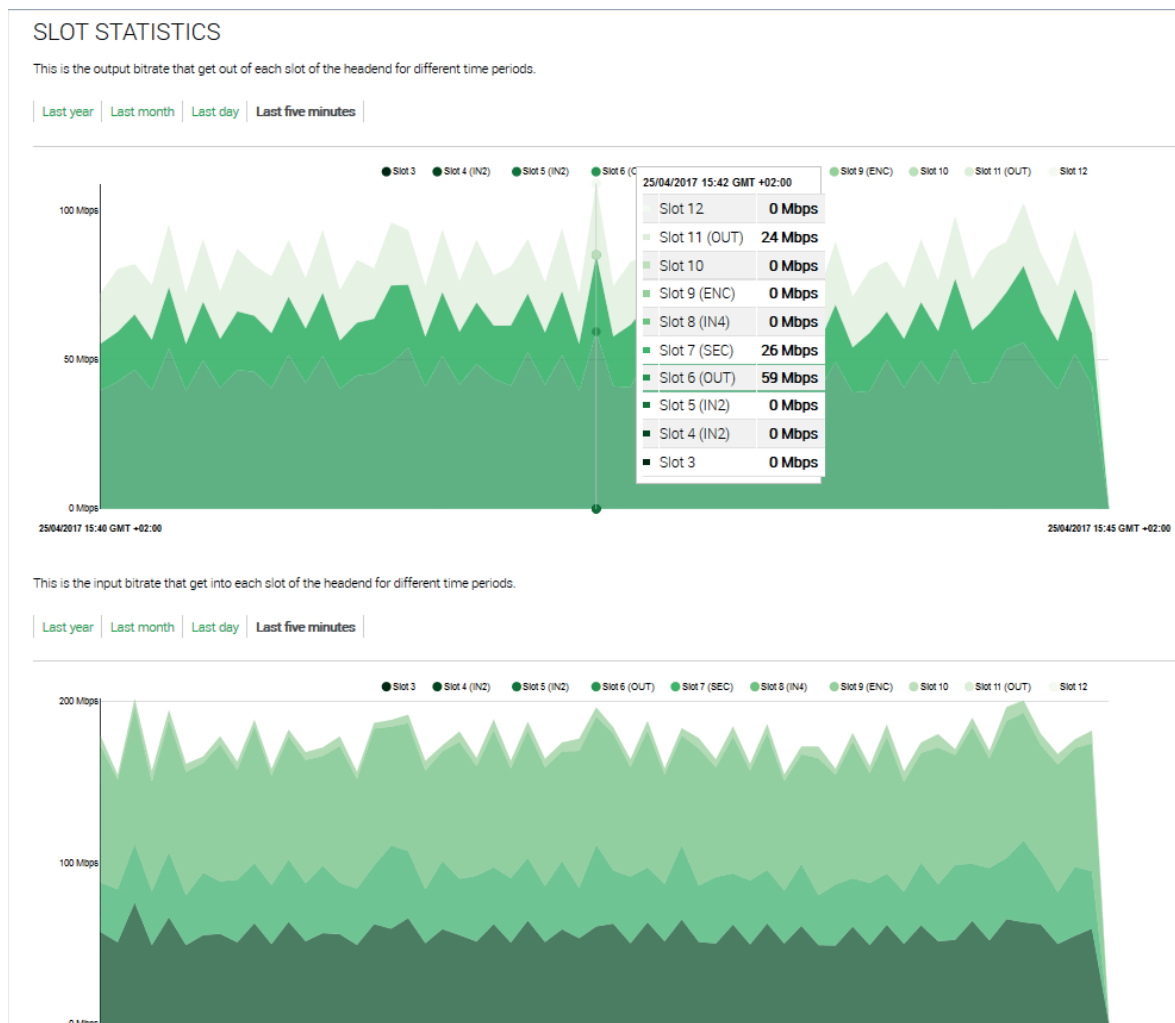 SLOT STATISTICS
This is the output bitrate that get out of each slot of the headend for different time periods.
Last year Last month Last day Last five minutes
Slot 3 Slot 4 (IN2) Slot 5 (IN2) Slot 6 Slot 9 (ENC) Slot 10 Slot 11 (OUT) Slot 12
25/04/2017 15:42 GMT +02:00
Slot 12 0 Mbps
Slot 11 (OUT) 24 Mbps
Slot 10 0 Mbps
Slot 9 (ENC) 0 Mbps
Slot 8 (IN4) 0 Mbps
Slot 7 (SEC) 26 Mbps
Slot 6 (OUT) 59 Mbps
Slot 5 (IN2) 0 Mbps
Slot 4 (IN2) 0 Mbps
Slot 3 0 Mbps
100 Mbps
50 Mbps
0 Mbps
25/04/2017 15:40 GMT +02:00 25/04/2017 15:45 GMT +02:00
This is the input bitrate that get into each slot of the headend for different time periods.
Last year Last month Last day Last five minutes
Slot 3 Slot 4 (IN2) Slot 5 (IN2) Slot 6 (OUT) Slot 7 (SEC) Slot 8 (IN4) Slot 9 (ENC) Slot 10 Slot 11 (OUT) Slot 12
200 Mbps
100 Mbps
0 Mbps